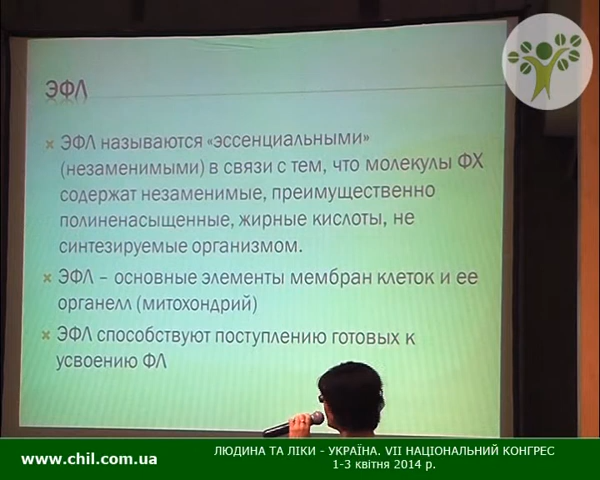 ЭФЛ
ЭФЛ называются «эссенциальными»
(незаменимыми) в связи с тем, что молекулы ФХ
содержат незаменимые, преимущественно
полиненасыщенные, жирные кислоты, не
синтезируемые организмом.
ЭФЛ – основные элементы мембран клеток и ее
органелл (митохондрий)
ЭФЛ способствуют поступлению готовых к
усвоению ФЛ
www.chil.com.ua
ЛЮДИНА ТА ЛІКИ - УКРАЇНА. VII НАЦІОНАЛЬНИЙ КОНГРЕС
1-3 квітня 2014 р.